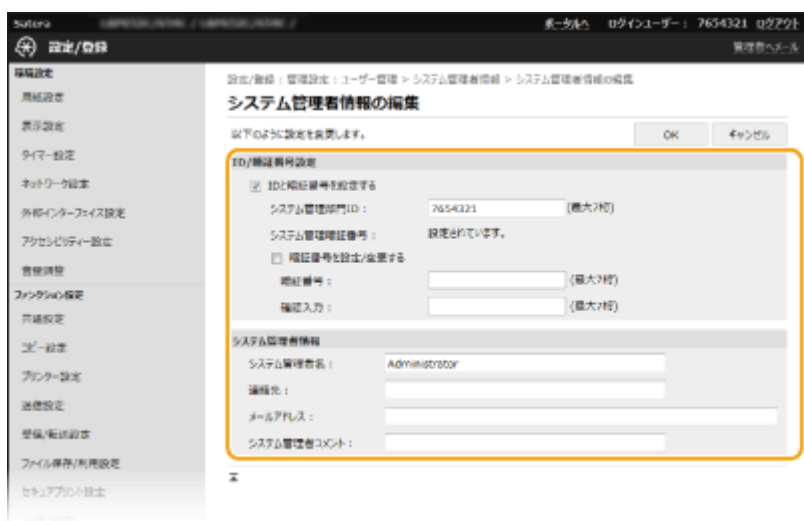 Satera
ポータルへ ログインユーザー： 7654321 ログアウト
設定/登録
管理者へメール
環境設定
用紙設定
表示設定
タイマー設定
ネットワーク設定
外部インターフェイス設定
アクセシビリティー設定
音量調整
ファンクション設定
共通設定
コピー設定
プリンター設定
送信設定
受信/転送設定
ファイル保存/利用設定
セキュアプリント設定
設定/登録：管理設定：ユーザー管理 > システム管理者情報 > システム管理者情報の編集
システム管理者情報の編集
以下のように設定を変更します。
OK キャンセル
ID/暗証番号設定
IDと暗証番号を設定する
システム管理部門ID： 7654321 (最大7桁)
システム管理暗証番号： 設定されています。
暗証番号を設定/変更する
暗証番号： (最大7桁)
確認入力： (最大7桁)
システム管理者情報
システム管理者名： Administrator
連絡先：
メールアドレス：
システム管理者コメント：